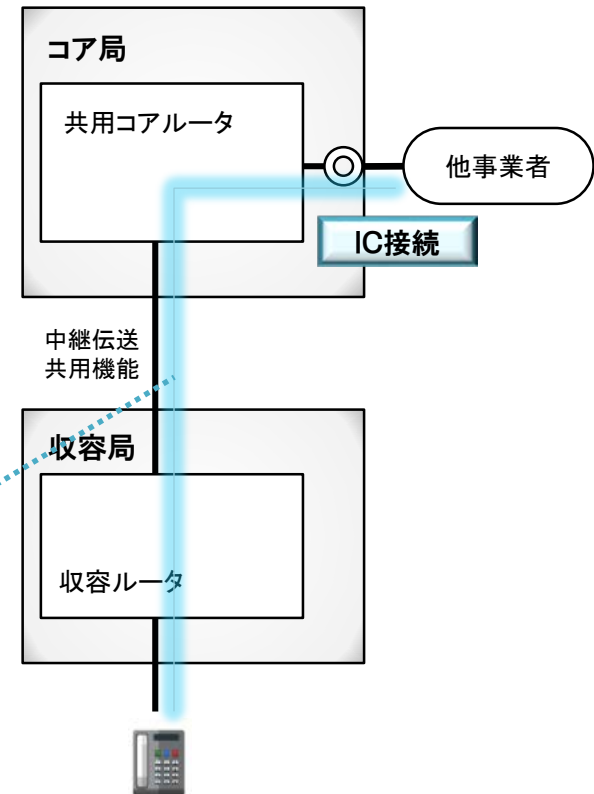 コア局
共用コアルータ
他事業者
IC接続
中継伝送
共用機能
収容局
収容ルータ